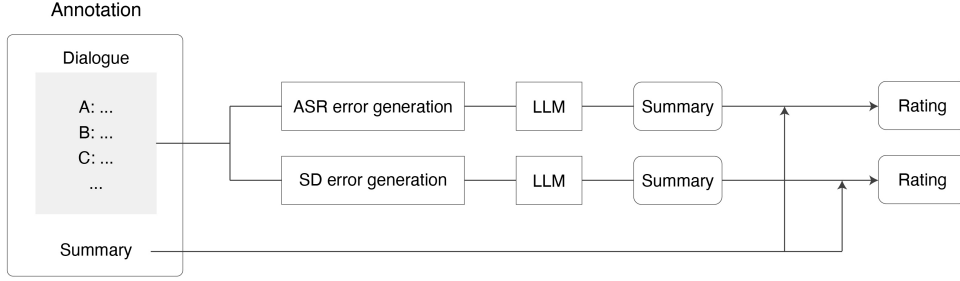 Annotation
Dialogue
A: ...
B: ...
C: ...
...
Summary
ASR error generation
LLM
Summary
Rating
SD error generation
LLM
Summary
Rating